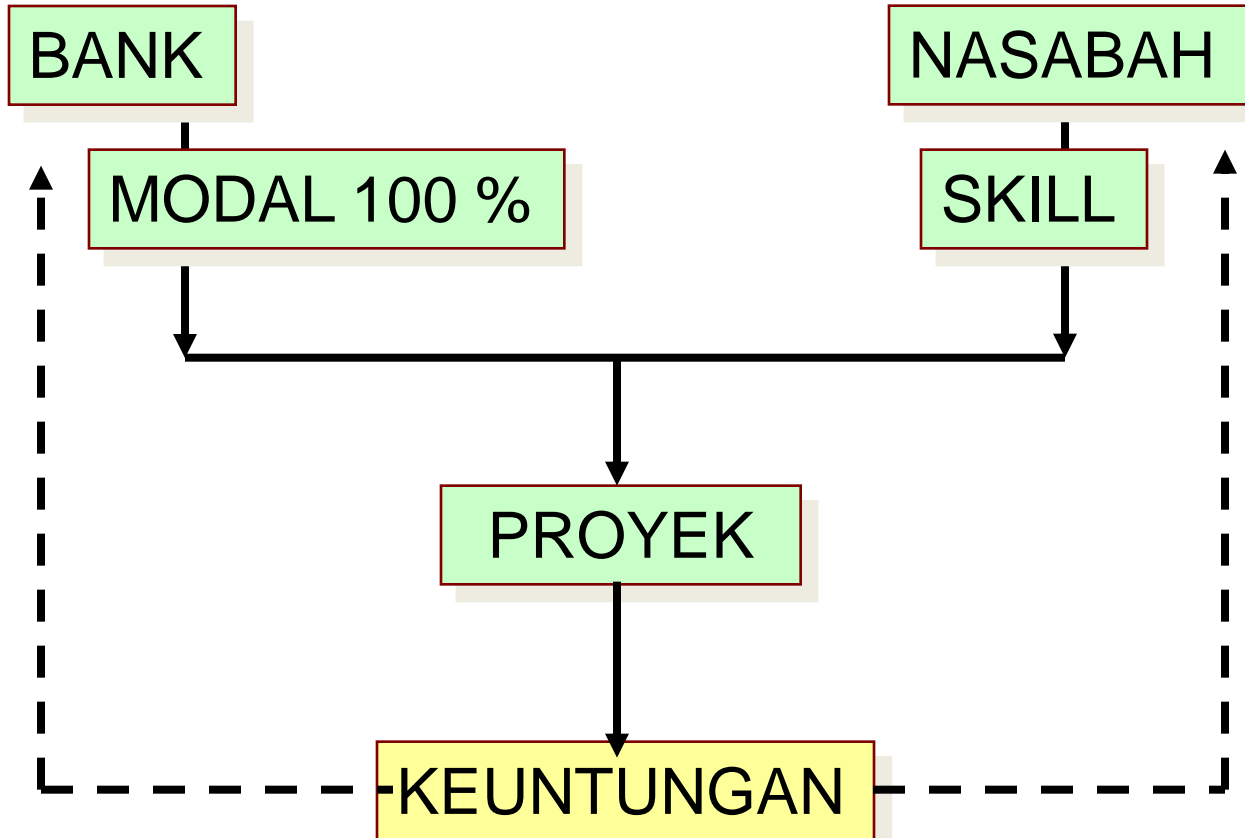 BANK
NASABAH
MODAL 100 %
SKILL
PROYEK
KEUNTUNGAN